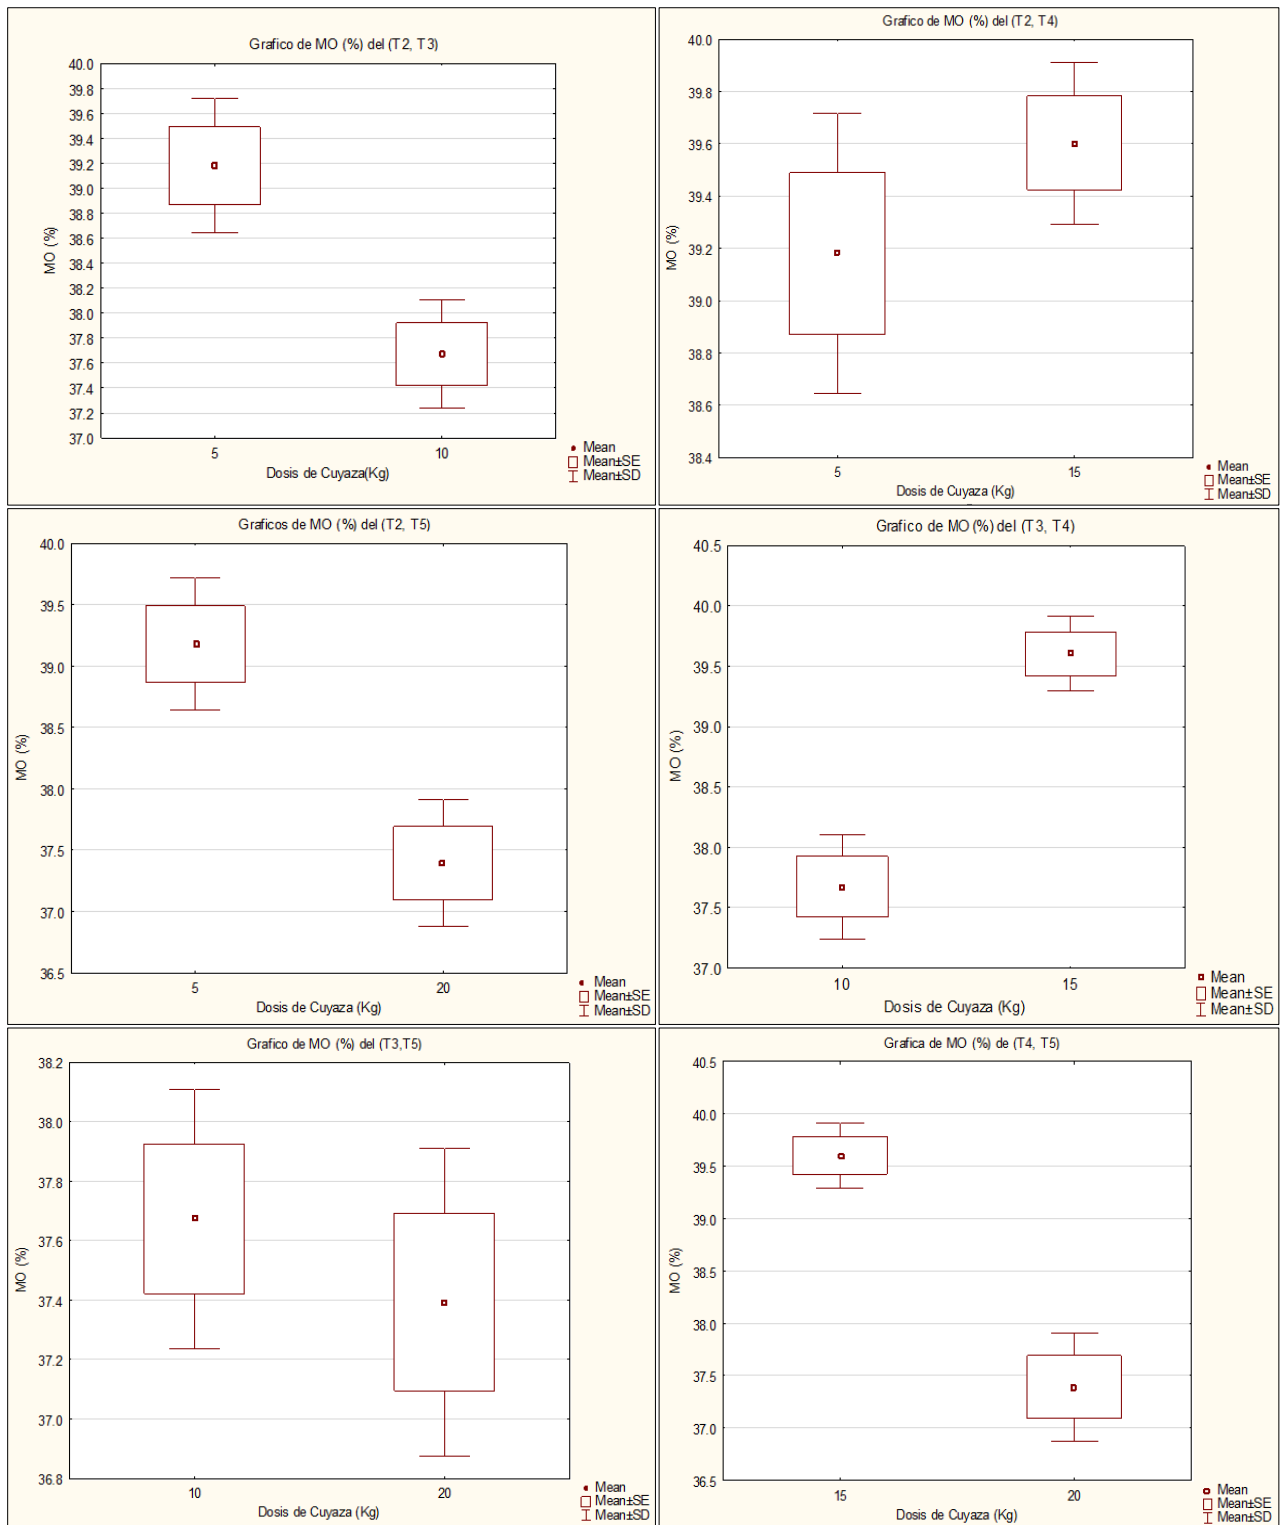 Grafico de MO (%) del (T2, T3)
40.0
39.8
39.6
39.4
39.2
39.0
38.8
38.6
38.4
38.2
38.0
37.8
37.6
37.4
37.2
37.0
MO (%)
5 10
Dosis de Cuyaza(Kg)
Mean
Mean±SE
Mean±SD
Grafico de MO (%) del (T2, T4)
40.0
39.8
39.6
39.4
39.2
39.0
38.8
38.6
38.4
MO (%)
5 15
Dosis de Cuyaza (Kg)
Mean
Mean±SE
Mean±SD
Graficos de MO (%) del (T2, T5)
40.0
39.5
39.0
38.5
38.0
37.5
37.0
36.5
MO (%)
5 20
Dosis de Cuyaza (Kg)
Mean
Mean±SE
Mean±SD
Grafico de MO (%) del (T3, T4)
40.5
40.0
39.5
39.0
38.5
38.0
37.5
37.0
MO (%)
10 15
Dosis de Cuyaza (Kg)
Mean
Mean±SE
Mean±SD
Grafico de MO (%) del (T3,T5)
38.2
38.0
37.8
37.6
37.4
37.2
37.0
36.8
MO (%)
10 20
Dosis de Cuyaza (Kg)
Mean
Mean±SE
Mean±SD
Grafica de MO (%) de (T4, T5)
40.5
40.0
39.5
39.0
38.5
38.0
37.5
37.0
36.5
MO (%)
15 20
Dosis de Cuyaza (Kg)
Mean
Mean±SE
Mean±SD